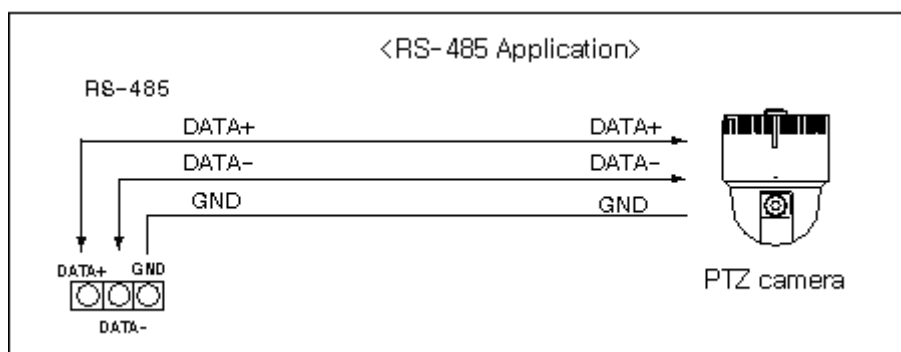 <RS-485 Application>
RS-485
DATA+ DATA+
DATA- DATA-
GND GND
DATA+ GND
DATA-
PTZ camera